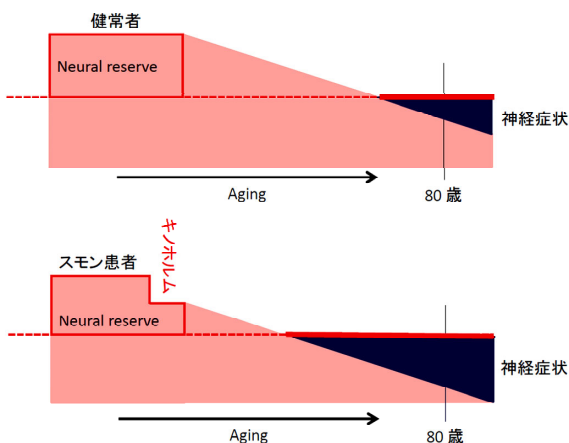 健常者
Neural reserve
神経症状
Aging
80 歳
キノホルム
スモン患者
Neural reserve
神経症状
Aging
80 歳